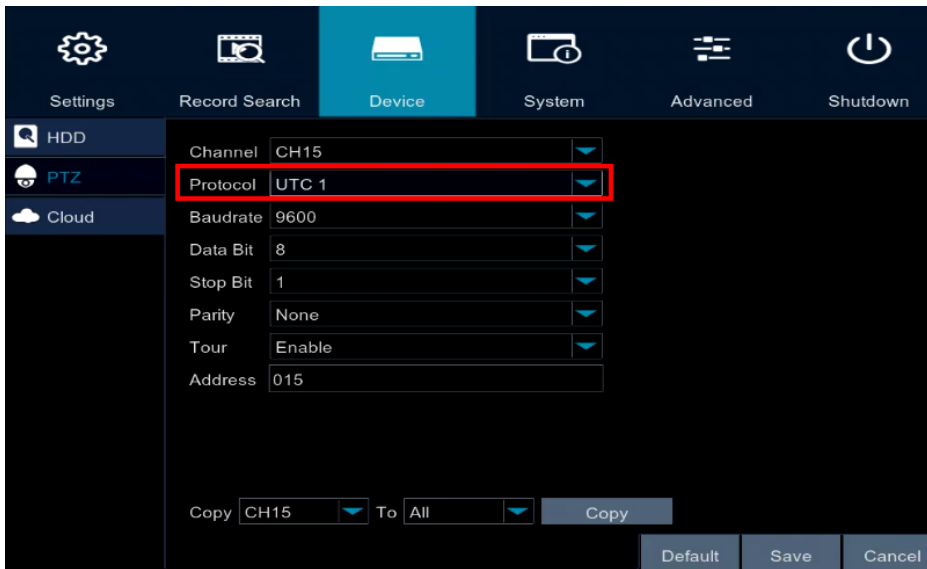 Settings Record Search Device System Advanced Shutdown
HDD
PTZ
Cloud
Channel CH15
Protocol UTC 1
Baudrate 9600
Data Bit 8
Stop Bit 1
Parity None
Tour Enable
Address 015
Copy CH15 To All Copy
Default Save Cancel